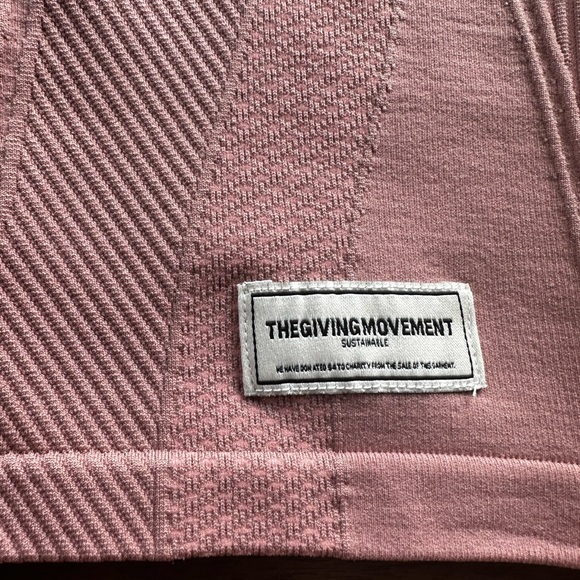 THEGIVINGMOVEMENT
SUSTAINABLE
WE HAVE DONATED $4 TO CHARITY FROM THE SALE OF THIS GARMENT.